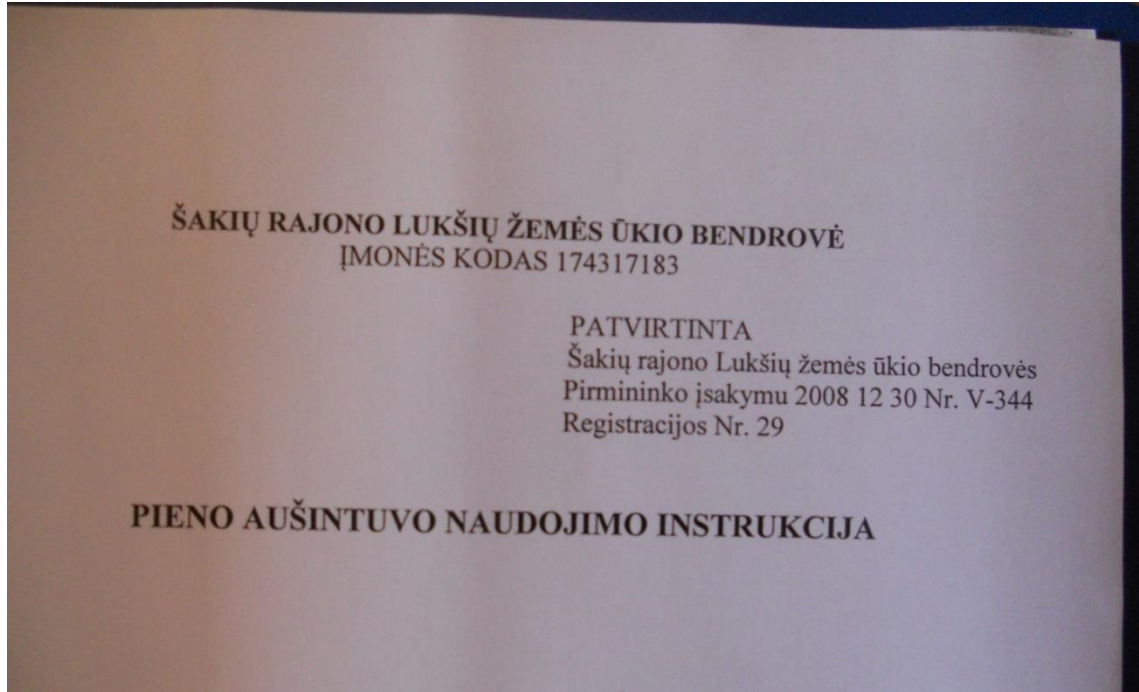 ŠAKIŲ RAJONO LUKŠIŲ ŽEMĖS ŪKIO BENDROVĖ
ĮMONĖS KODAS 174317183
PATVIRTINTA
Šakių rajono Lukšių žemės ūkio bendrovės
Pirmininko įsakymu 2008 12 30 Nr. V-344
Registracijos Nr. 29
PIENO AUŠINTUVO NAUDOJIMO INSTRUKCIJA